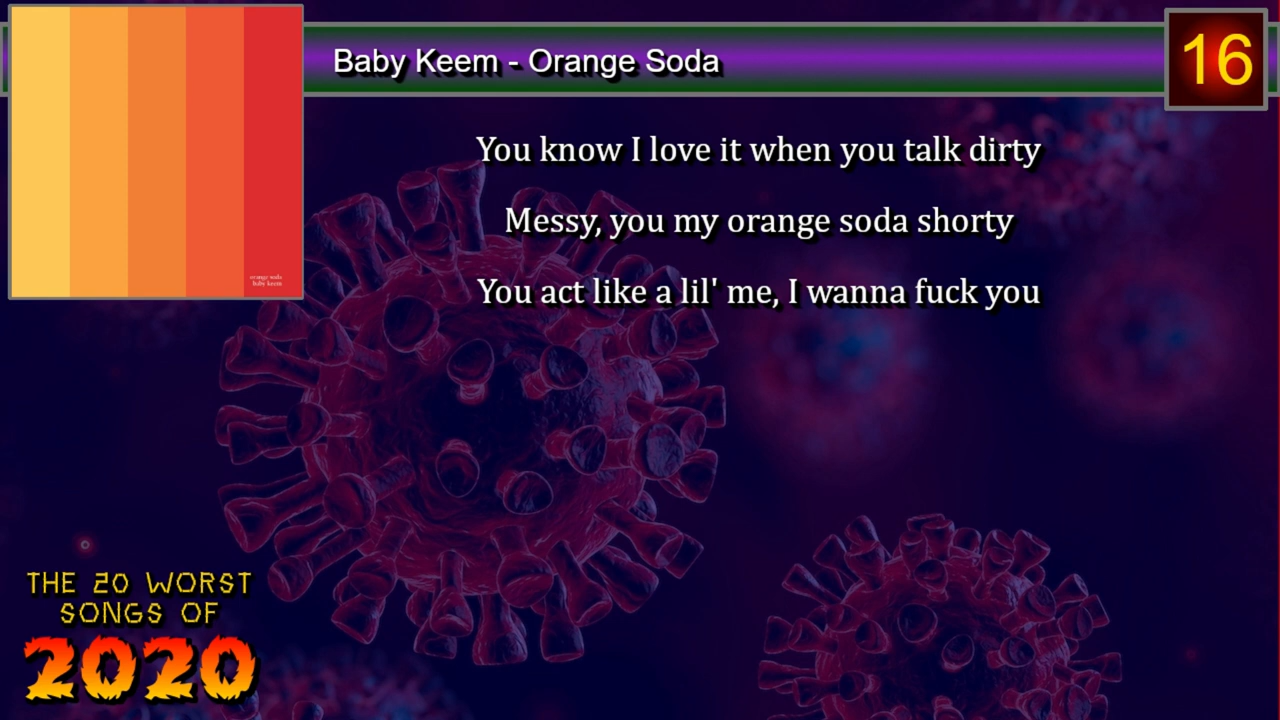 Baby Keem - Orange Soda
16
You know I love it when you talk dirty
Messy, you my orange soda shorty
You act like a lil' me, I wanna fuck you
orange soda
baby keem
THE 20 WORST
SONGS OF
2020